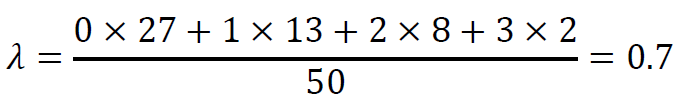 λ = (0 × 27 + 1 × 13 + 2 × 8 + 3 × 2) / 50 = 0.7